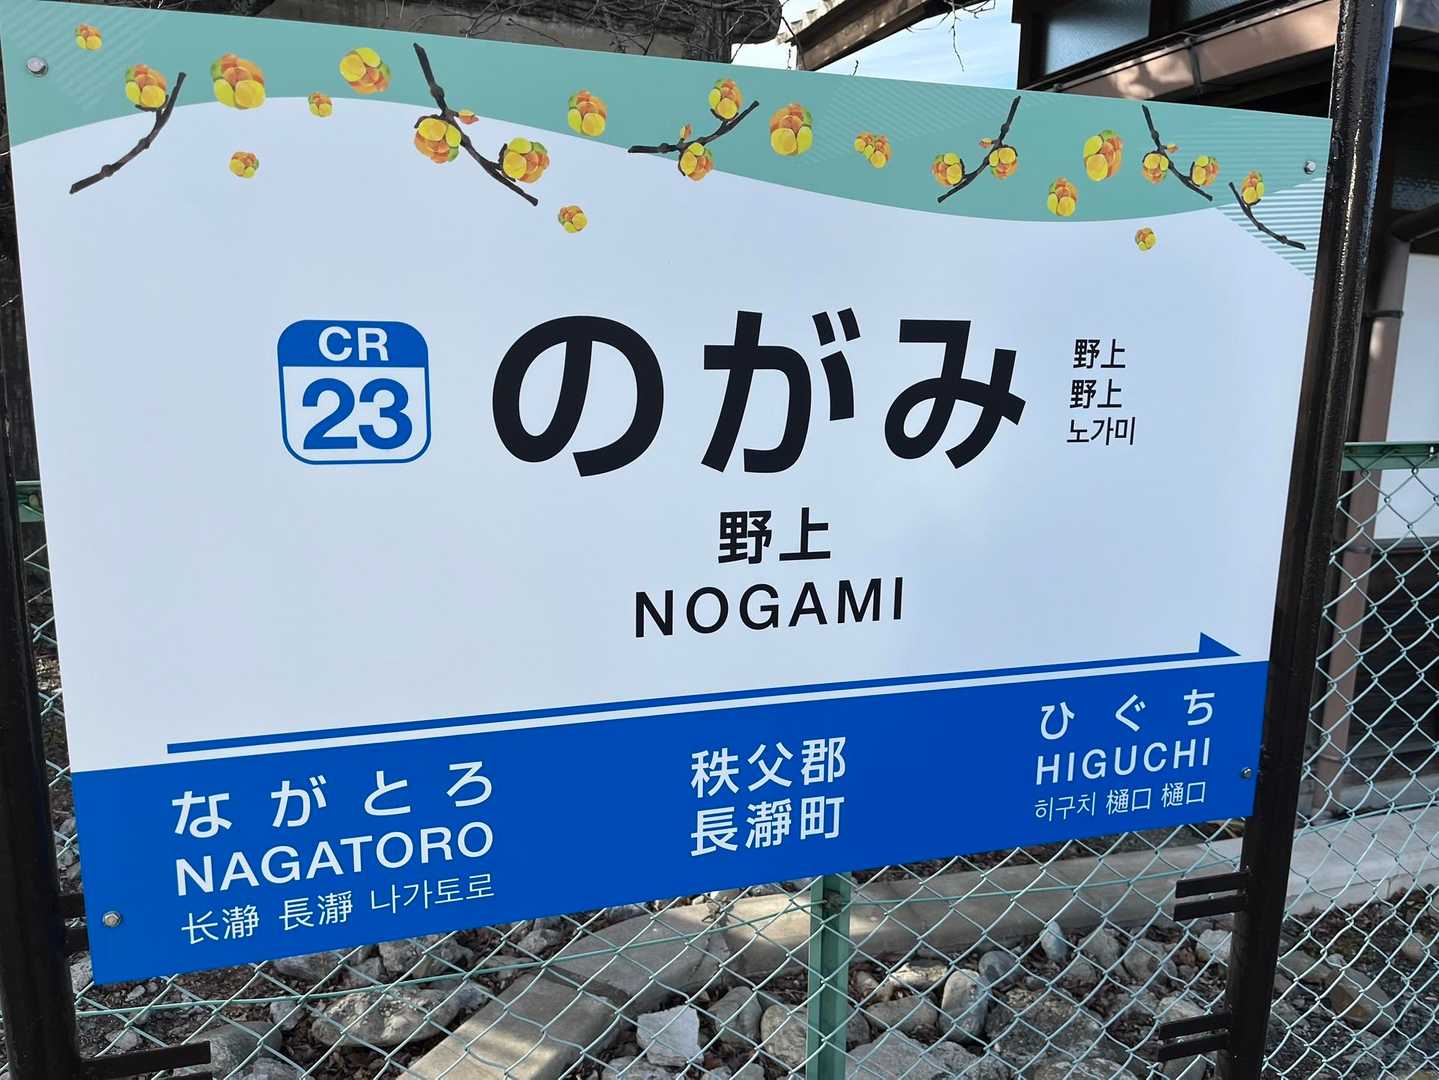 CR
23
のがみ
野上
野上
노가미
野上
NOGAMI
ながとろ
NAGATORO
长瀞 長瀞 나가토로
秩父郡
長瀞町
ひぐち
HIGUCHI
히구치 樋口 樋口